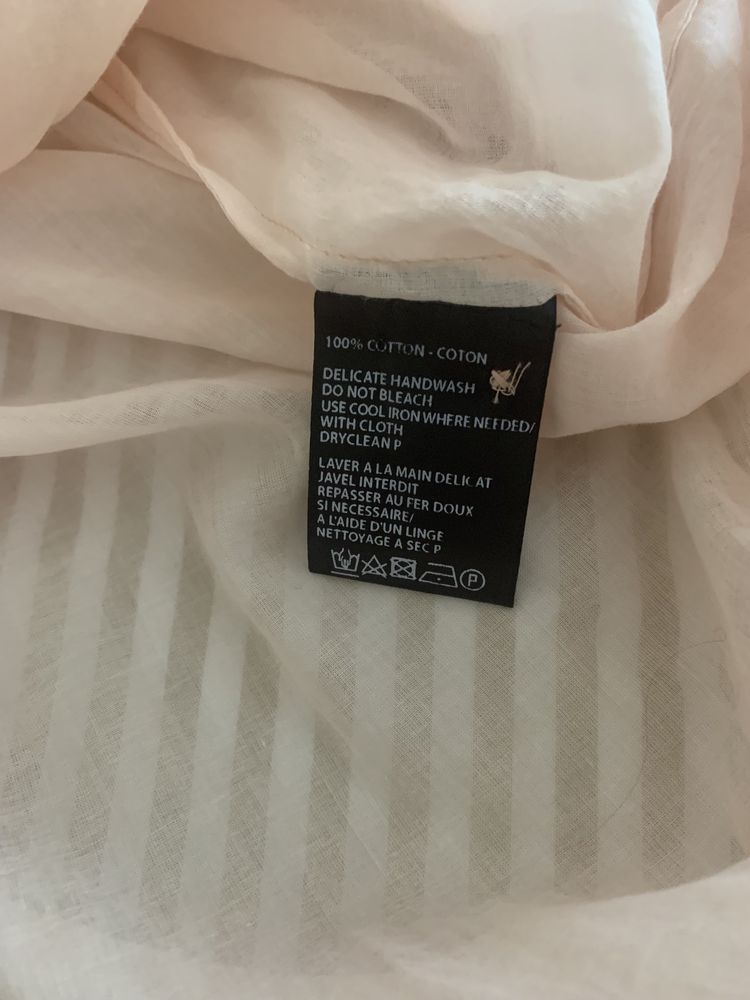 100% COTTON - COTON
DELICATE HANDWASH
DO NOT BLEACH
USE COOL IRON WHERE NEEDED/
WITH CLOTH
DRYCLEAN P
LAVER A LA MAIN DELICAT
JAVEL INTERDIT
REPASSER AU FER DOUX
SI NECESSAIRE/
A L'AIDE D'UN LINGE
NETTOYAGE A SEC P
P